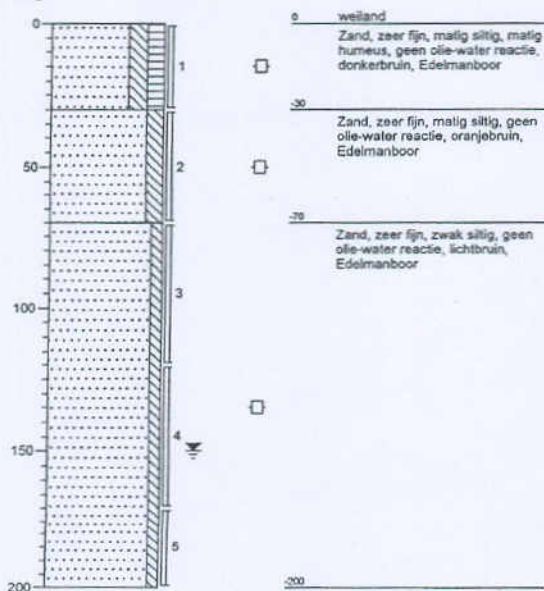 0
0 weiland
Zand, zeer fijn, matig siltig, matig
humeus, geen olie-water reactie,
donkerbruin, Edelmanboor
1
-30
Zand, zeer fijn, matig siltig, geen
olie-water reactie, oranjebruin,
Edelmanboor
50
2
-70
Zand, zeer fijn, zwak siltig, geen
olie-water reactie, lichtbruin,
Edelmanboor
3
100
4
150
5
200
-200